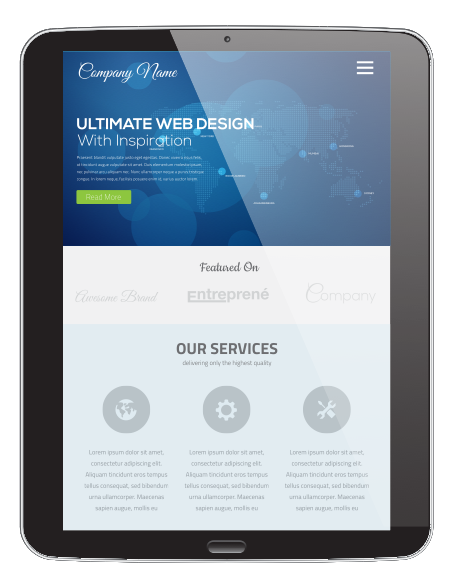 Company Name
ULTIMATE WEB DESIGN
With Inspiration
Read More
Featured On
Awesome Brand
Entreprené
Company
OUR SERVICES
delivering only the highest quality
Lorem ipsum dolor sit amet,
consectetur adipiscing elit.
Aliquam tincidunt eros tempus
tellus consequat, sed bibendum
urna ullamcorper. Maecenas
sapien augue, mollis eu
Lorem ipsum dolor sit amet,
consectetur adipiscing elit.
Aliquam eros tempus
tellus consequat, sed bibendum
urna ullamcorper. Maecenas
sapien augue, mollis eu
Lorem ipsum dolor sit amet,
consectetur adipiscing elit.
Aliquam eros tempus
tellus consequat, sed bibendum
urna ullamcorper. Maecenas
sapien augue, mollis eu